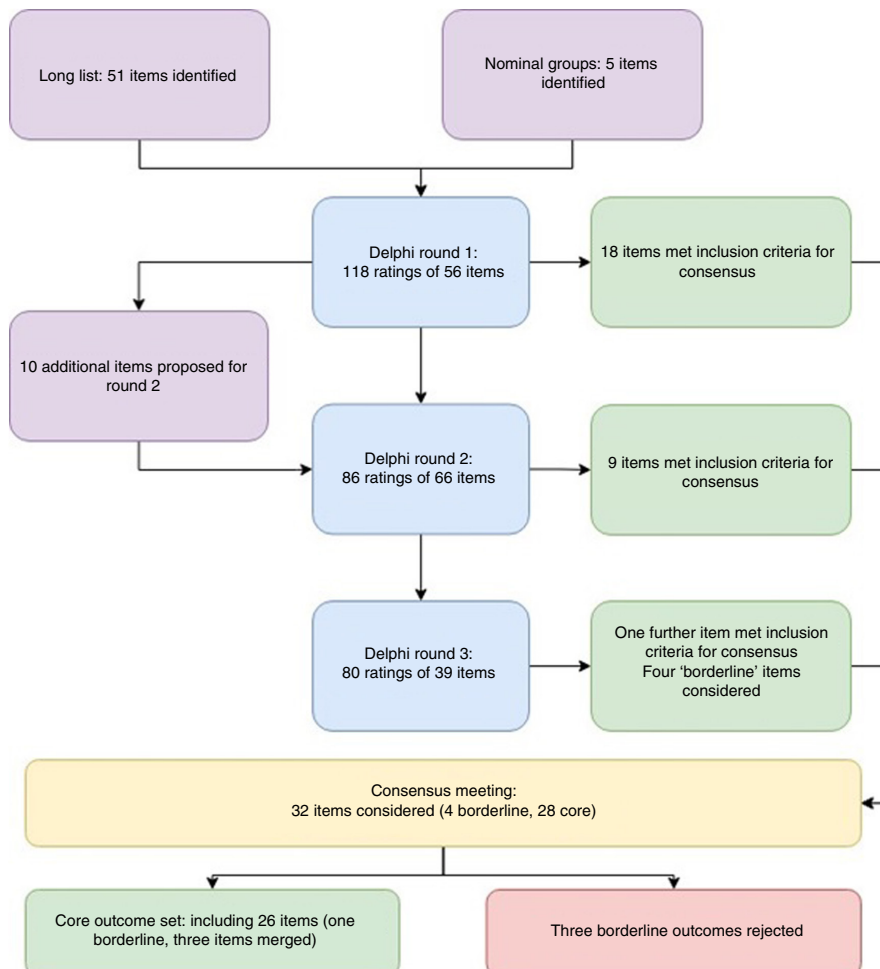 Long list: 51 items identified
Nominal groups: 5 items
identified
Delphi round 1:
118 ratings of 56 items
18 items met inclusion criteria for
consensus
10 additional items proposed for
round 2
Delphi round 2:
86 ratings of 66 items
9 items met inclusion criteria for
consensus
Delphi round 3:
80 ratings of 39 items
One further item met inclusion
criteria for consensus
Four ‘borderline’ items
considered
Consensus meeting:
32 items considered (4 borderline, 28 core)
Core outcome set: including 26 items (one
borderline, three items merged)
Three borderline outcomes rejected